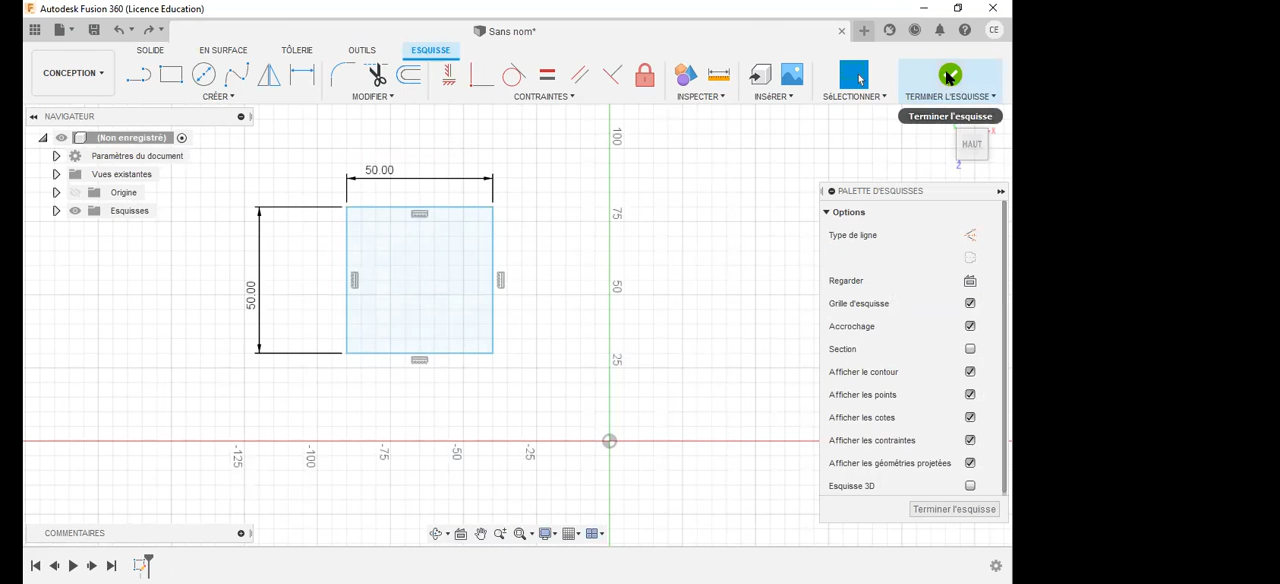 Autodesk Fusion 360 (Licence Education)
Sans nom*
CE
CONCEPTION
SOLIDE
EN SURFACE
TÔLERIE
OUTILS
ESQUISSE
CRÉER
MODIFIER
CONTRAINTES
INSPECTER
INSÉRER
SÉLECTIONNER
TERMINER L'ESQUISSE
Terminer l'esquisse
NAVIGATEUR
(Non enregistré)
Paramètres du document
Vues existantes
Origine
Esquisses
X
HAUT
Z
50.00
50.00
100
75
50
25
-125
-100
-75
-50
-25
PALETTE D'ESQUISSES
Options
Type de ligne
Regarder
Grille d'esquisse
Accrochage
Section
Afficher le contour
Afficher les points
Afficher les cotes
Afficher les contraintes
Afficher les géométries projetées
Esquisse 3D
Terminer l'esquisse
COMMENTAIRES